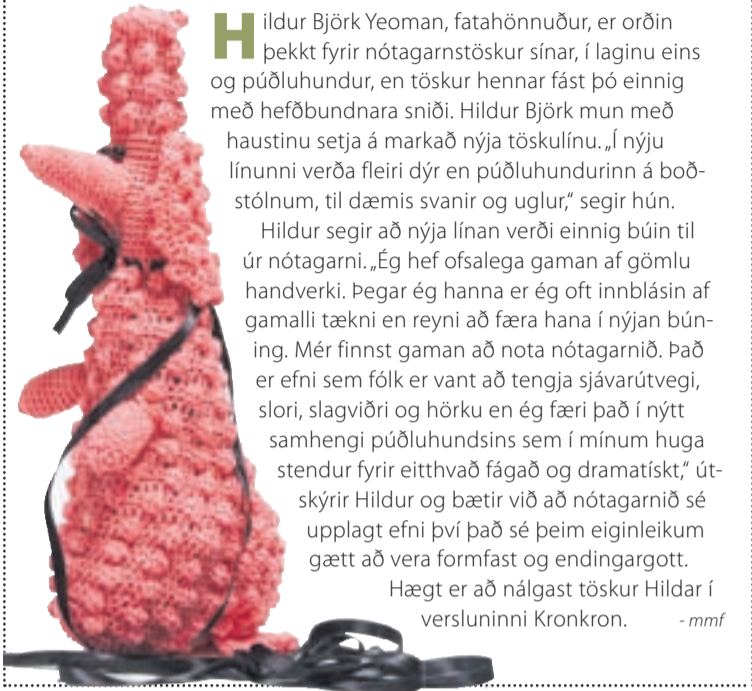 Hildur Björk Yeoman, fatahönnuður, er orðin
þekkt fyrir nótagarnstöskur sínar, í laginu eins
og púðluhundur, en töskur hennar fást þó einnig
með hefðbundnara sniði. Hildur Björk mun með
haustinu setja á markað nýja töskulínu. „Í nýju
línunni verða fleiri dýr en púðluhundurinn á boð-
stólnum, til dæmis svanir og uglur,“ segir hún.
Hildur segir að nýja línan verði einnig búin til
úr nótagarni. „Ég hef ofsalega gaman af gömlu
handverki. Þegar ég hanna er ég oft innblásin af
gamalli tækni en reyni að færa hana í nýjan bún-
ing. Mér finnst gaman að nota nótagarnið. Það
er efni sem fólk er vant að tengja sjávarútvegi,
slori, slagviðri og hörku en ég færi það í nýtt
samhengi púðluhundsins sem í mínum huga
stendur fyrir eitthvað fágað og dramatískt,“ út-
skýrir Hildur og bætir við að nótagarnið sé
upplagt efni því það sé þeim eiginleikum
gætt að vera formfast og endingargott.
Hægt er að nálgast töskur Hildar í
versluninni Kronkron. - mmf